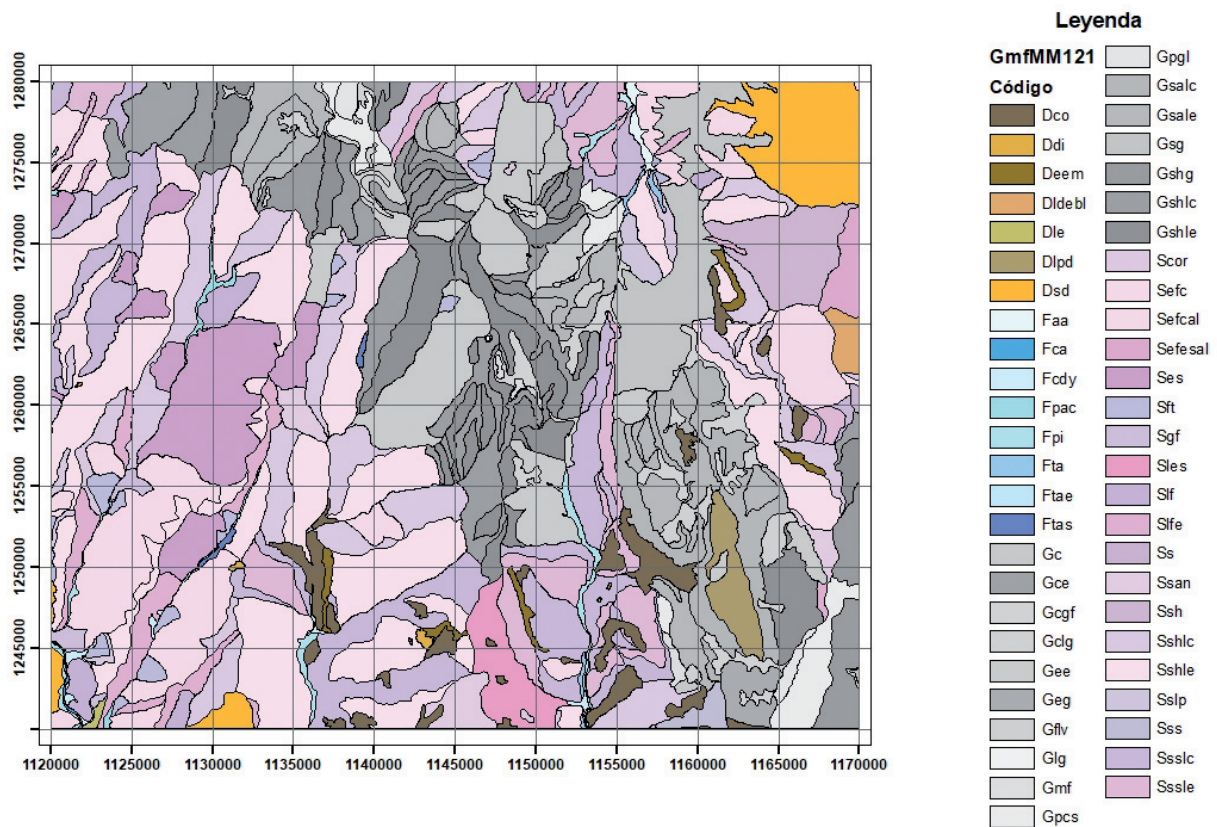 Leyenda
GmfMM121
Código
Dco
Ddi
Deem
Dldebl
Dle
Dlpd
Dsd
Faa
Fca
Fcdy
Fpac
Fpi
Fta
Ftae
Ftas
Gc
Gce
Gcgf
Gclg
Gee
Geg
Gflv
Glg
Gmf
Gpcs
Gpgl
Gsalc
Gsale
Gsg
Gshg
Gshlc
Gshle
Scor
Sefc
Sefcal
Sefesal
Ses
Sft
Sgf
Sles
Slf
Slfe
Ss
Ssan
Ssh
Sshlc
Sshle
Sslp
Sss
Ssslc
Sssle
1280000
1275000
1270000
1265000
1260000
1255000
1250000
1245000
1120000 1125000 1130000 1135000 1140000 1145000 1150000 1155000 1160000 1165000 1170000